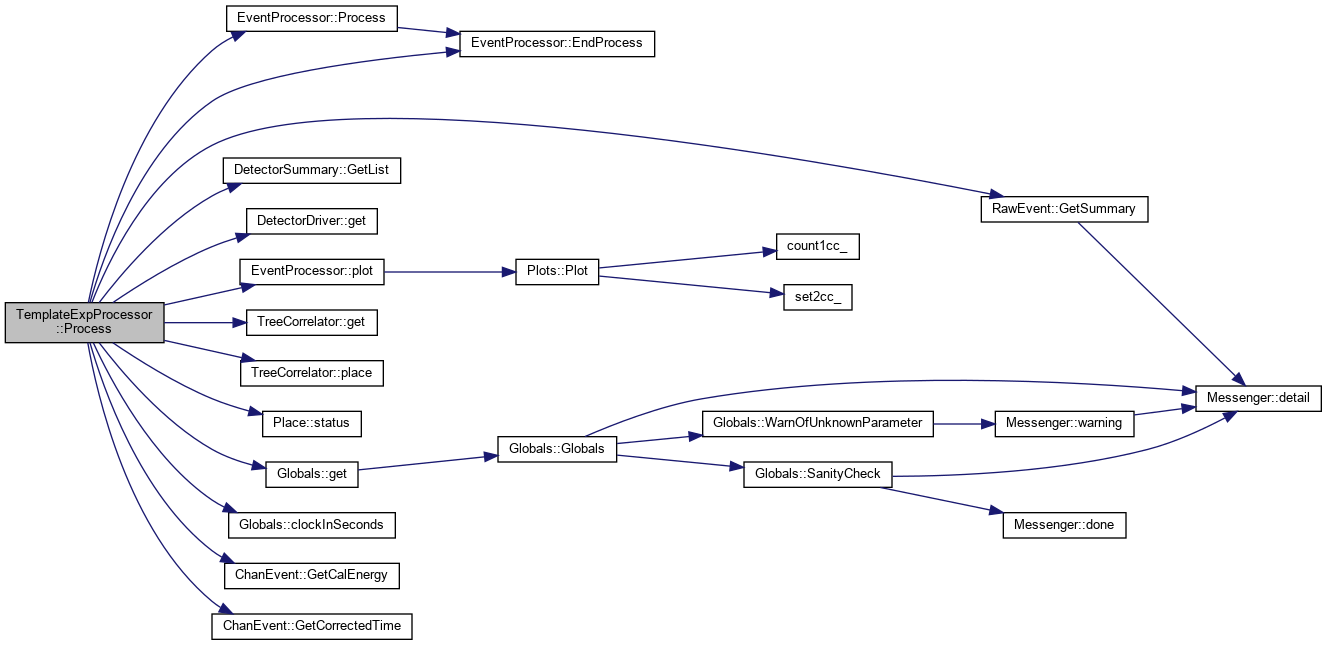 EventProcessor::Process
EventProcessor::EndProcess
DetectorSummary::GetList
RawEvent::GetSummary
DetectorDriver::get
count1cc_
EventProcessor::plot
Plots::Plot
set2cc_
TemplateExpProcessor
::Process
TreeCorrelator::get
TreeCorrelator::place
Messenger::detail
Place::status
Globals::WarnOfUnknownParameter
Messenger::warning
Globals::Globals
Globals::get
Globals::SanityCheck
Globals::clockInSeconds
Messenger::done
ChanEvent::GetCalEnergy
ChanEvent::GetCorrectedTime